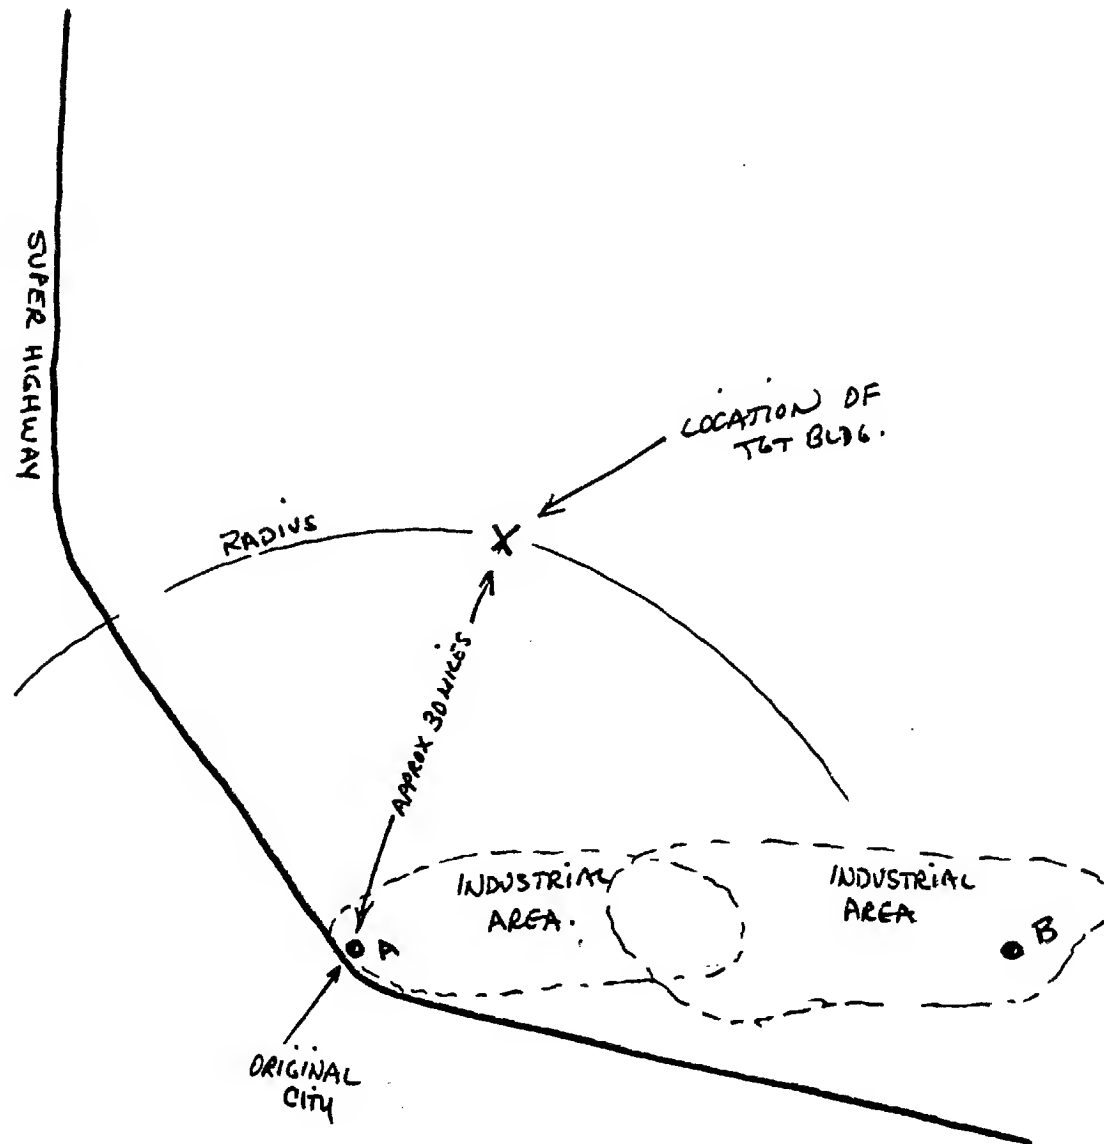 SUPER HIGHWAY
LOCATION OF
TGT BLDG.
X
RADIUS
APPROX 30 MILES
INDUSTRIAL
AREA.
INDUSTRIAL
AREA
A
B
ORIGINAL
CITY